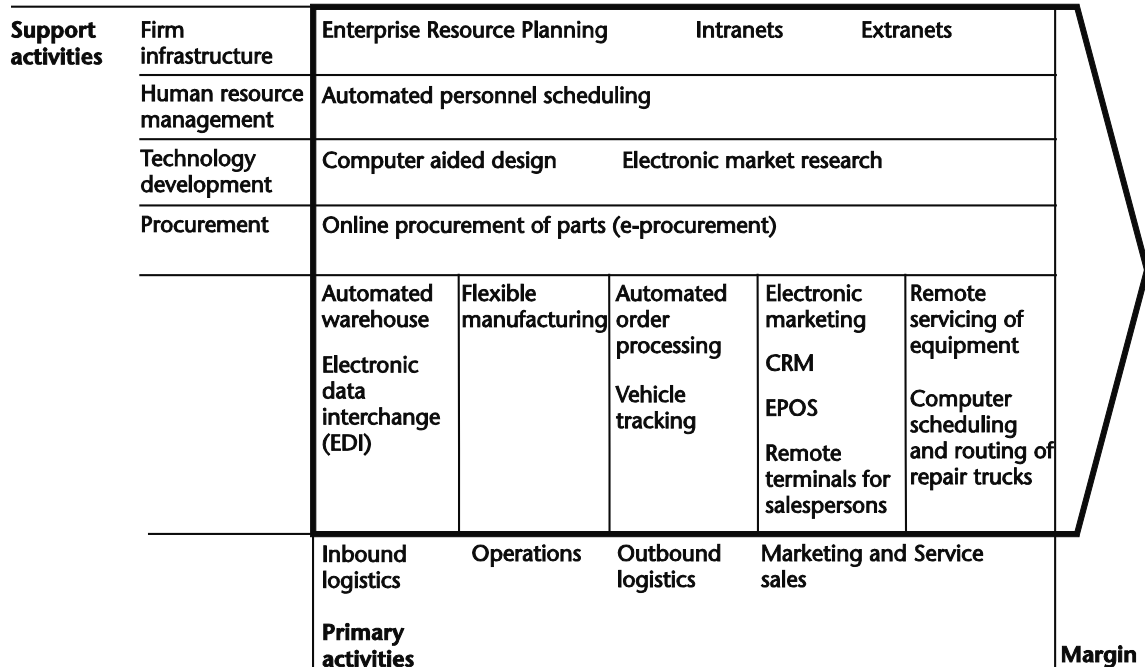 Support
activities
Firm
infrastructure
Enterprise Resource Planning
Intranets
Extranets
Human resource
management
Automated personnel scheduling
Technology
development
Computer aided design
Electronic market research
Procurement
Online procurement of parts (e-procurement)
Automated
warehouse
Electronic
data
interchange
(EDI)
Flexible
manufacturing
Automated
order
processing
Vehicle
tracking
Electronic
marketing
CRM
EPOS
Remote
terminals for
salespersons
Remote
servicing of
equipment
Computer
scheduling
and routing of
repair trucks
Inbound
logistics
Operations
Outbound
logistics
Marketing and Service
sales
Primary
activities
Margin